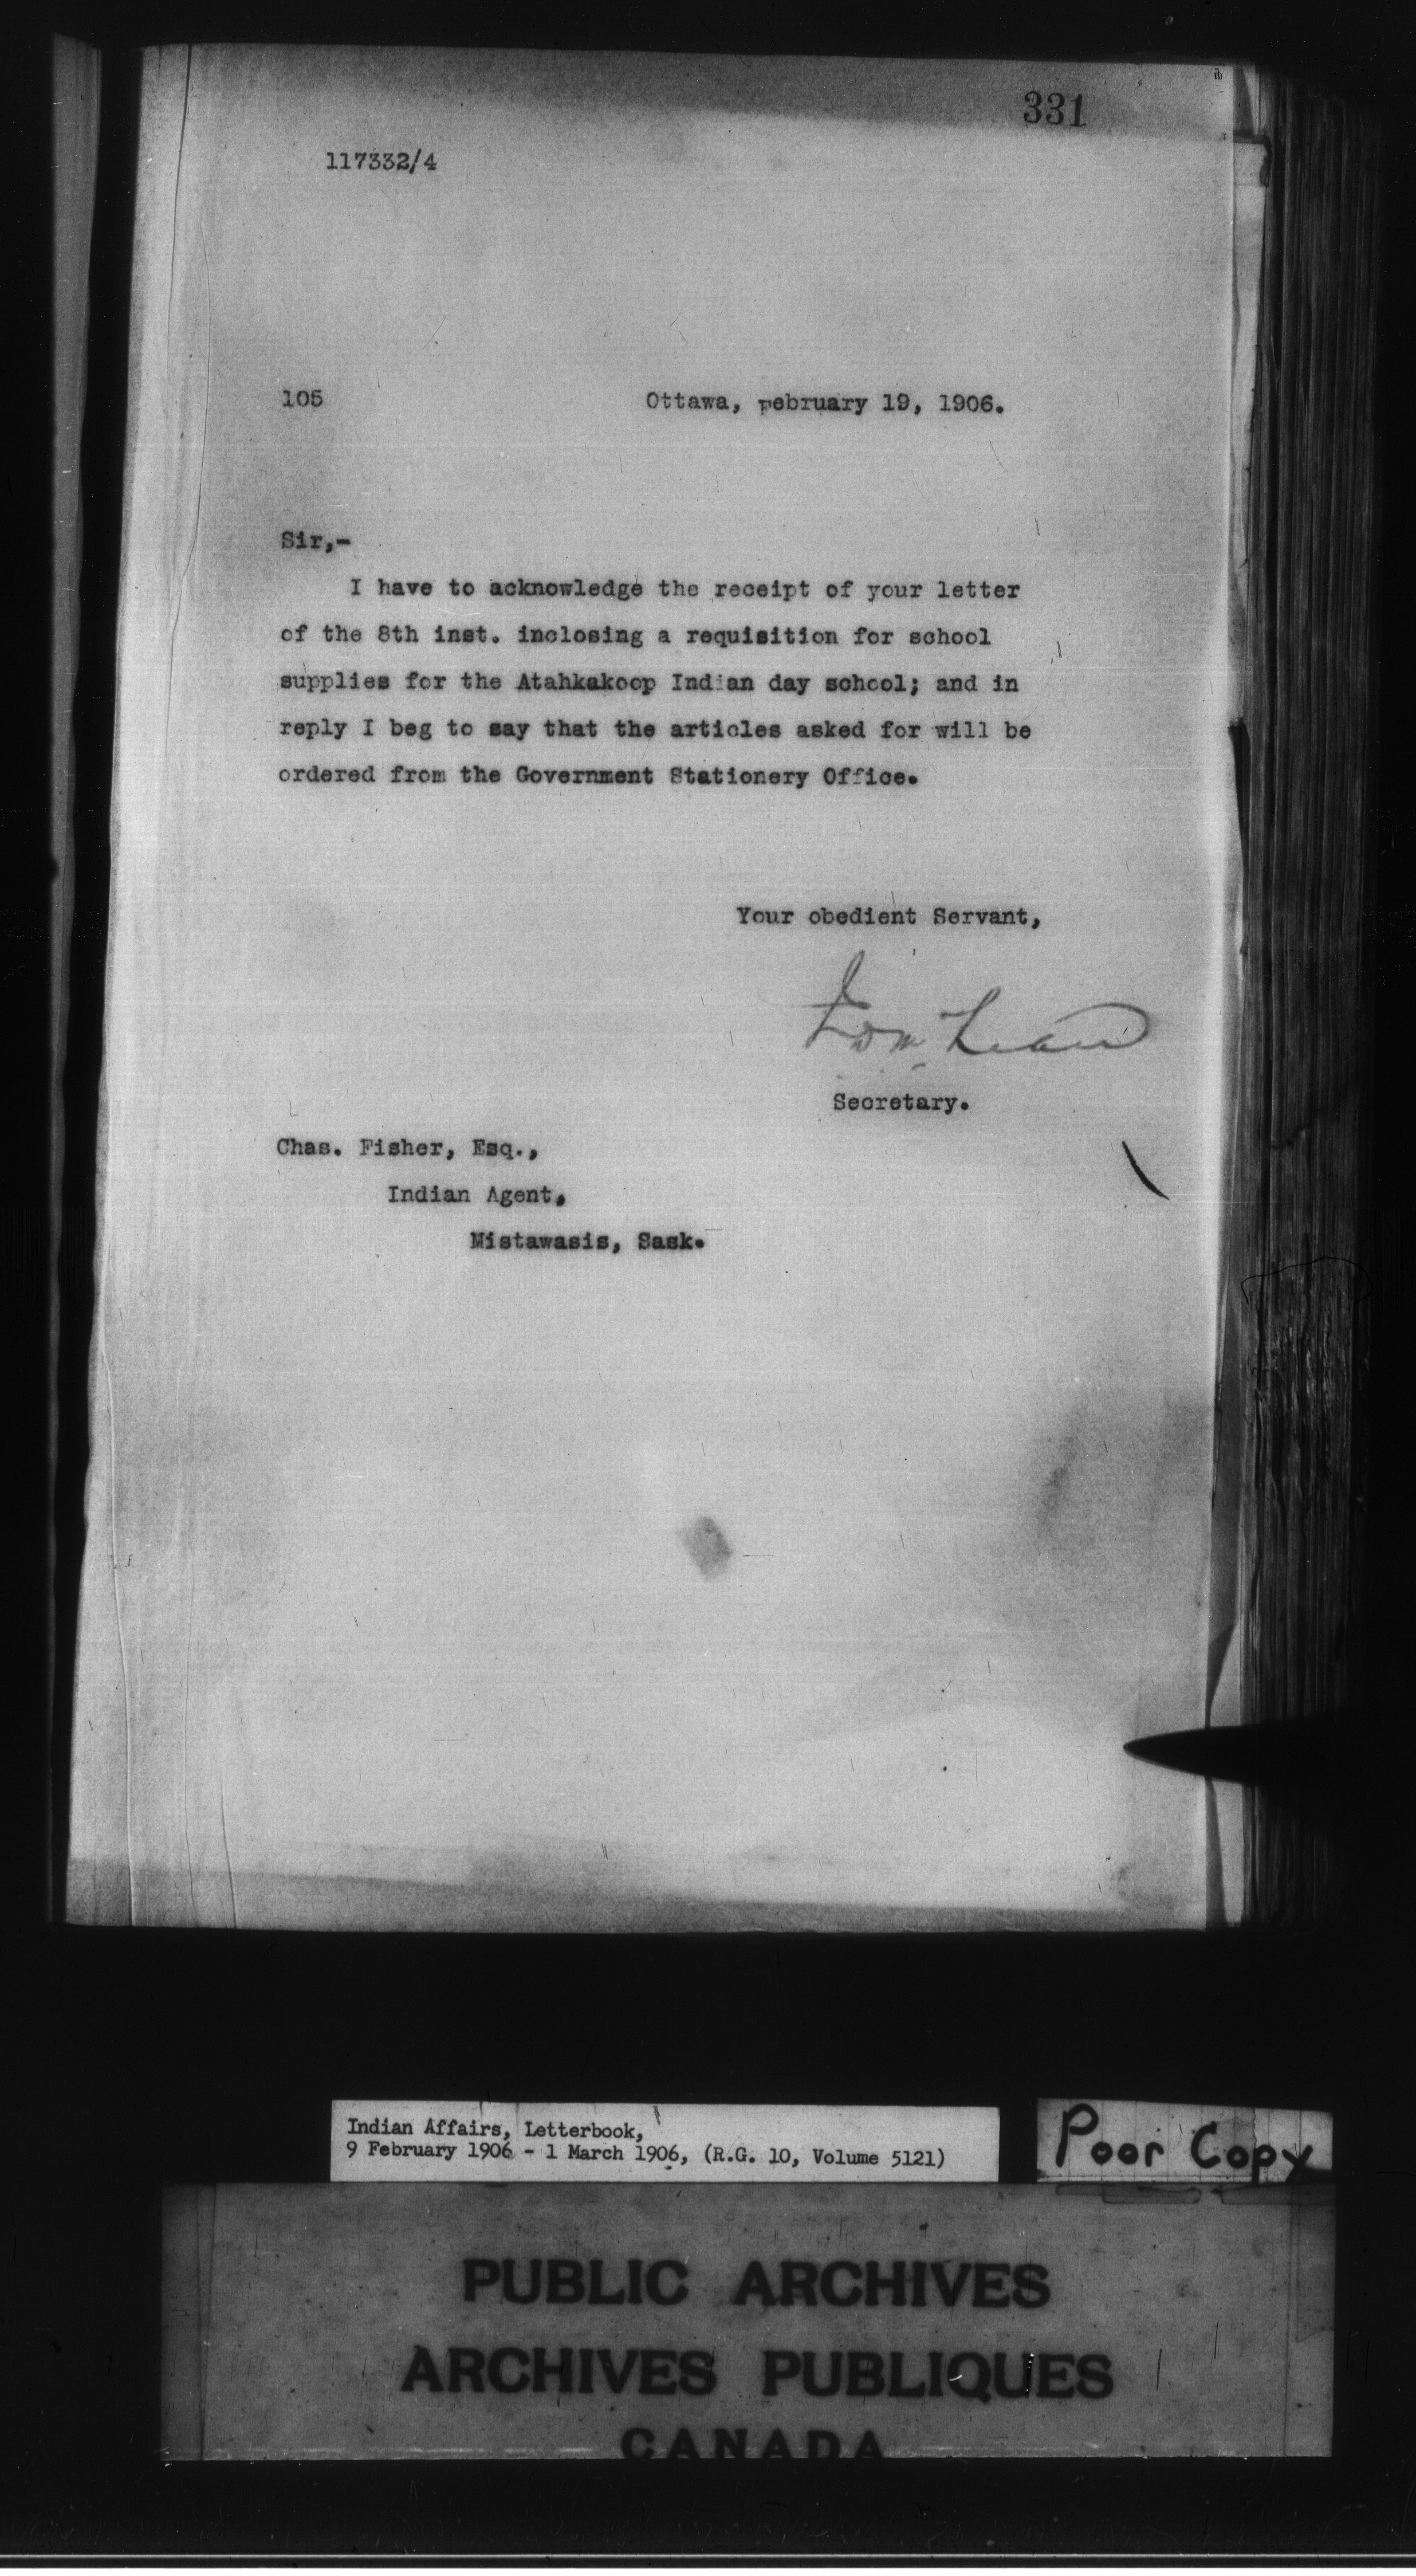 331
117332/4
105 Ottawa, February 19, 1906.
Sir,-
I have to acknowledge the receipt of your letter
of the 8th inst. inclosing a requisition for school
supplies for the Atahkakoop Indian day school; and in
reply I beg to say that the articles asked for will be
ordered from the Government Stationery Office.
Your obedient Servant,
Secretary.
Chas. Fisher, Esq.,
Indian Agent,
Mistawasis, Sask.
Indian Affairs, Letterbook,
9 February 1906 - 1 March 1906, (R.G. 10, Volume 5121)
Poor Copy
PUBLIC ARCHIVES
ARCHIVES PUBLIQUES
CANADA